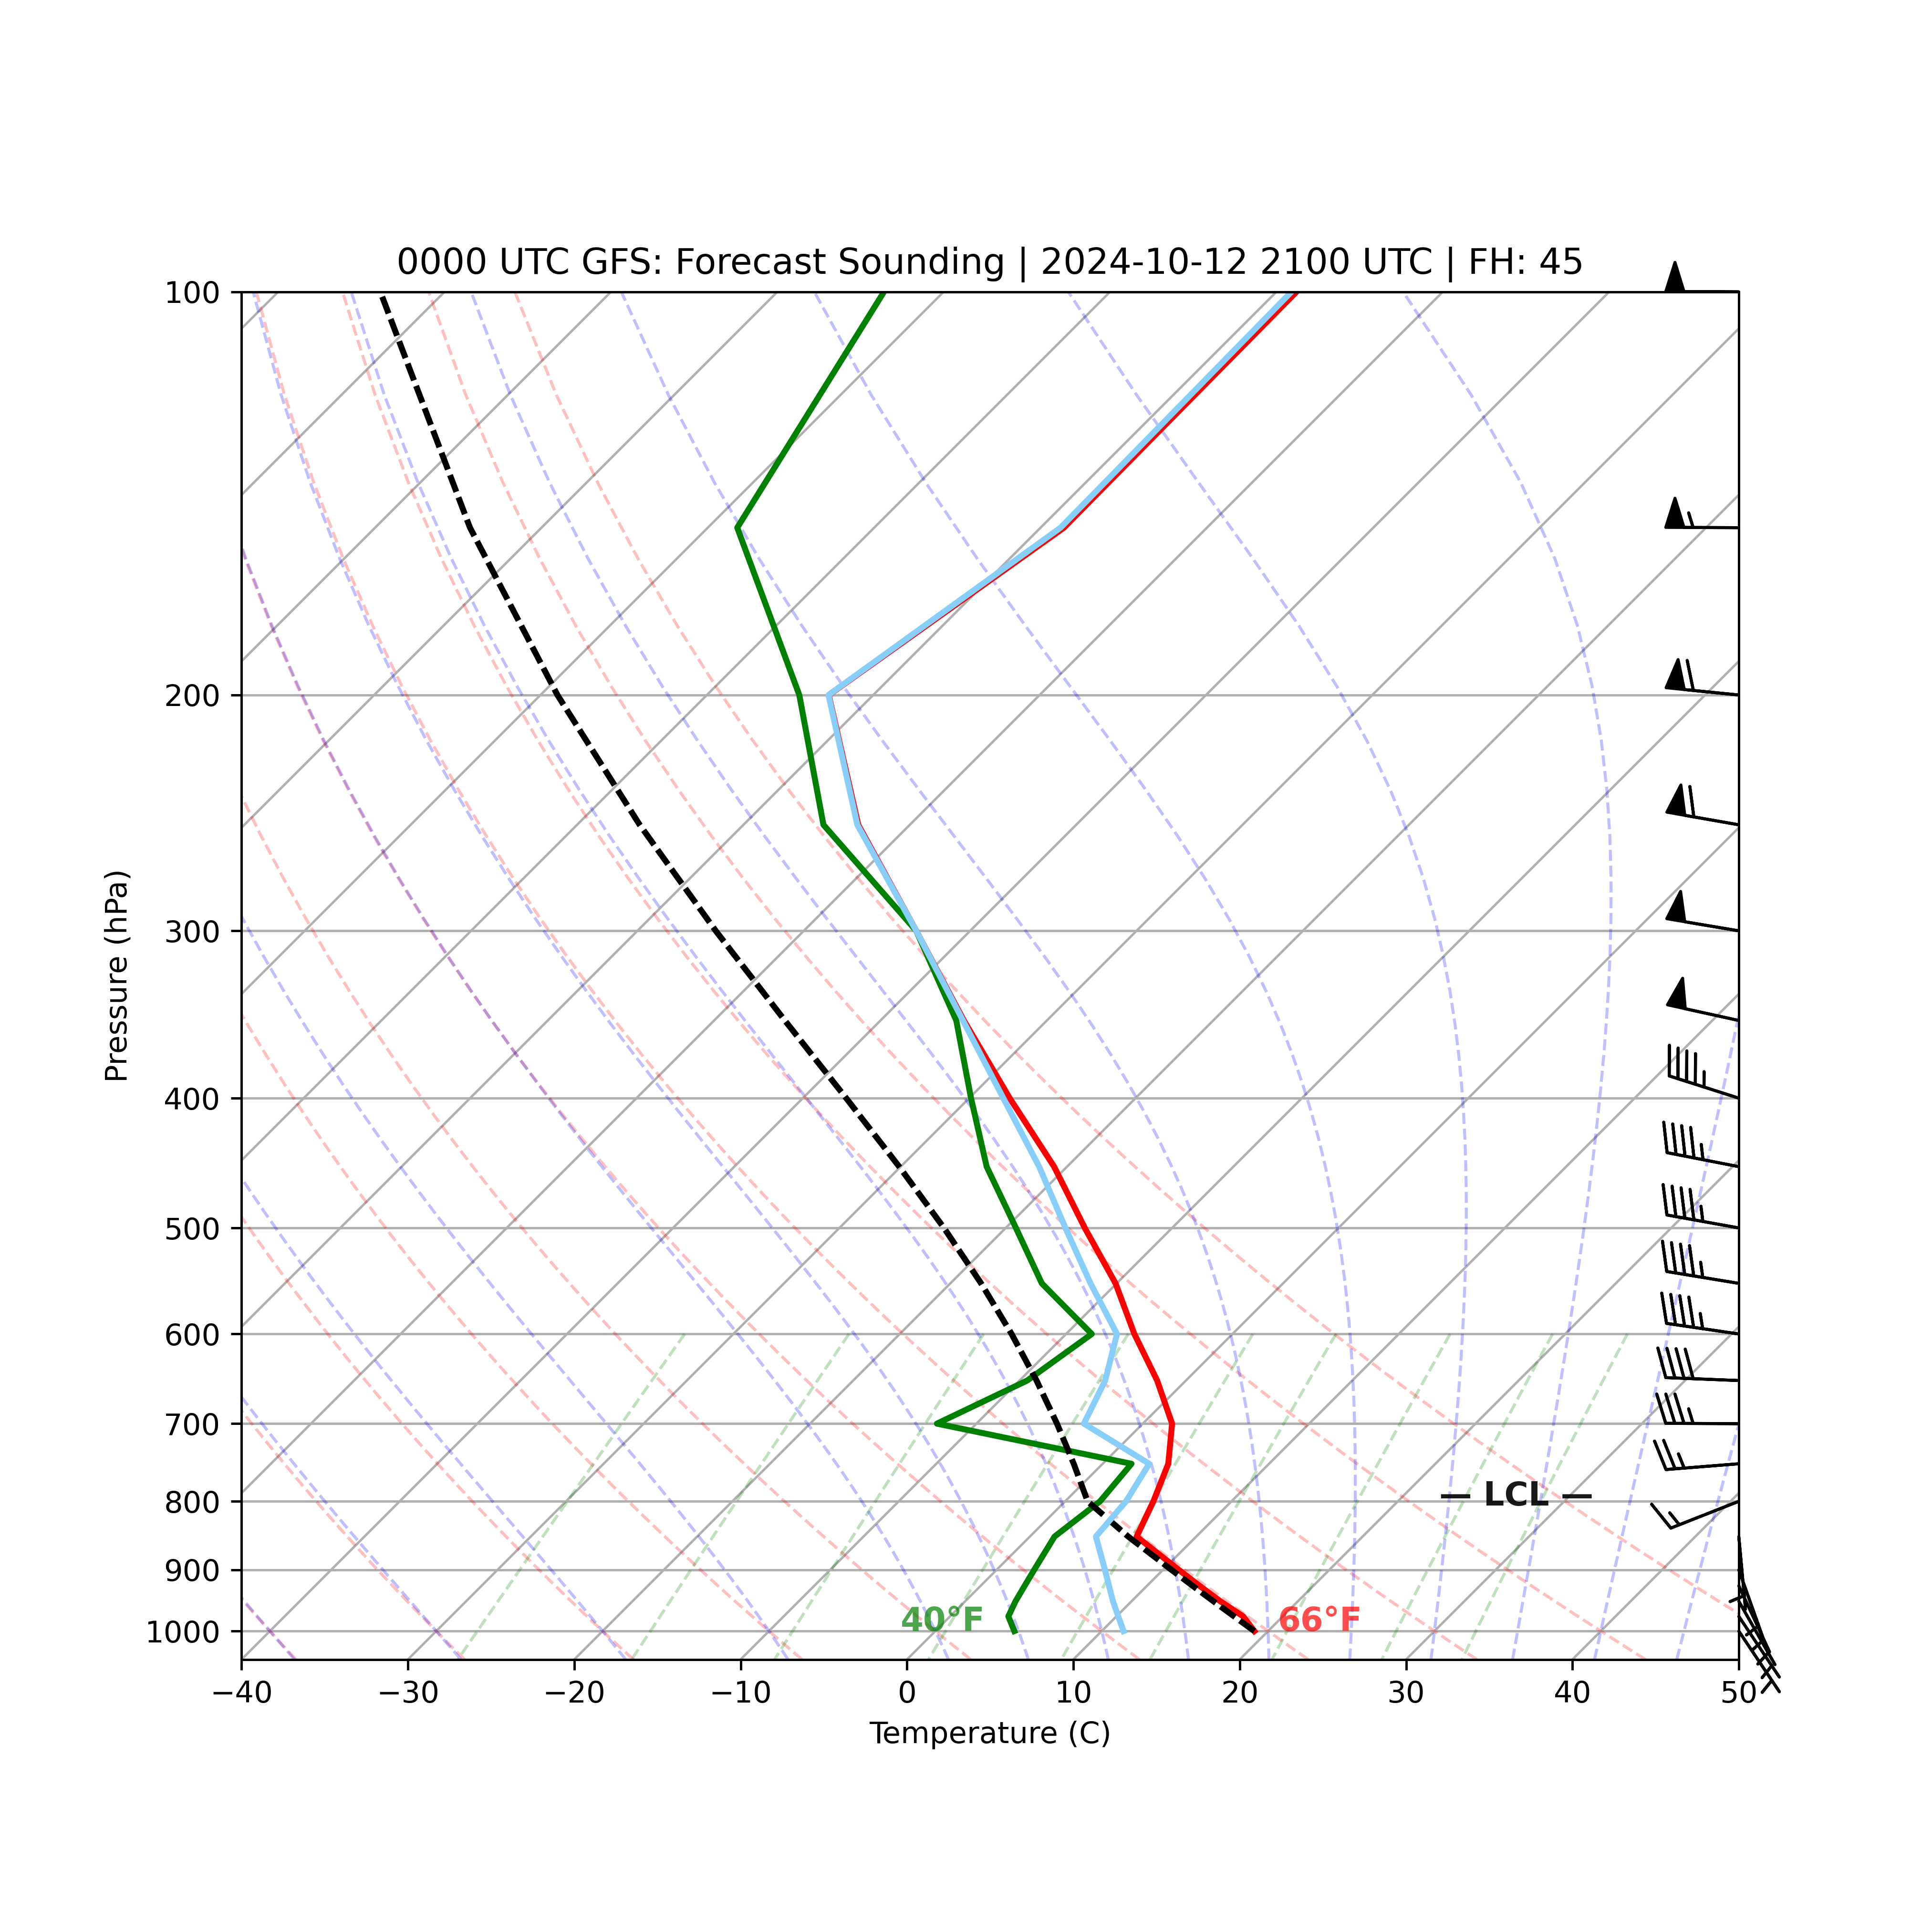 0000 UTC GFS: Forecast Sounding | 2024-10-12 2100 UTC | FH: 45
100
200
300
400
500
600
700
800
900
1000
Pressure (hPa)
— LCL —
40°F
66°F
−40 −30 −20 −10 0 10 20 30 40 50
Temperature (C)